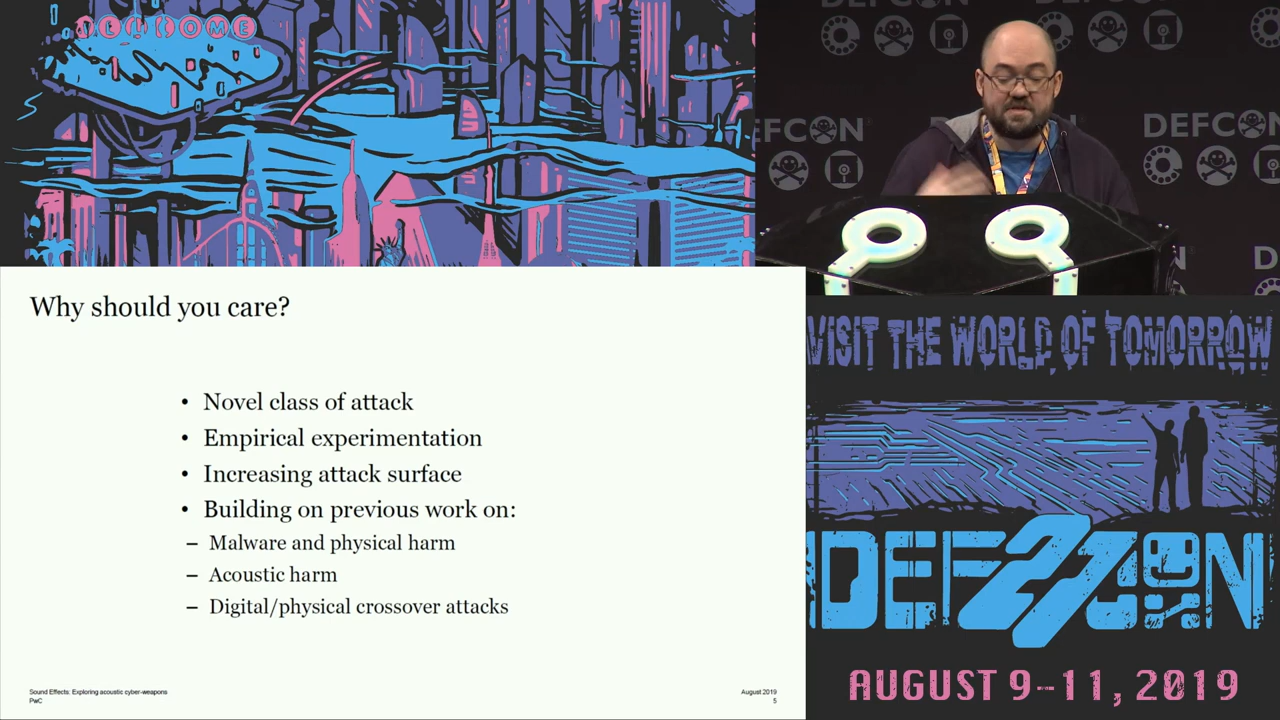 WELCOME
DEFCON
DEFCON
DEFCON
DEFCON
Why should you care?
• Novel class of attack
• Empirical experimentation
• Increasing attack surface
• Building on previous work on:
– Malware and physical harm
– Acoustic harm
– Digital/physical crossover attacks
Sound Effects: Exploring acoustic cyber-weapons
PwC
August 2019
5
VISIT THE WORLD OF TOMORROW
DEF 27 CON
AUGUST 9-11, 2019